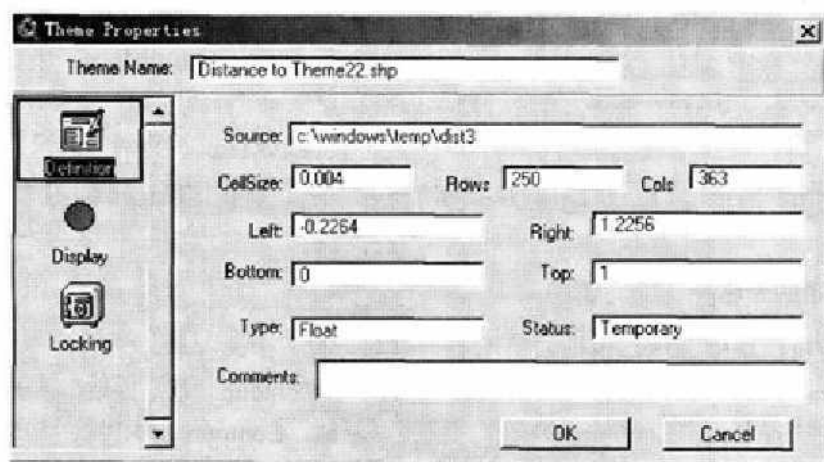 Theme Properties
Theme Name: Distance to Theme22.shp
Definition
Display
Locking
Source: c:\windows\temp\dist3
CellSize: 0.004 Rows: 250 Cols: 363
Left: -0.2264 Right: 1.2256
Bottom: 0 Top: 1
Type: Float Status: Temporary
Comments:
OK Cancel